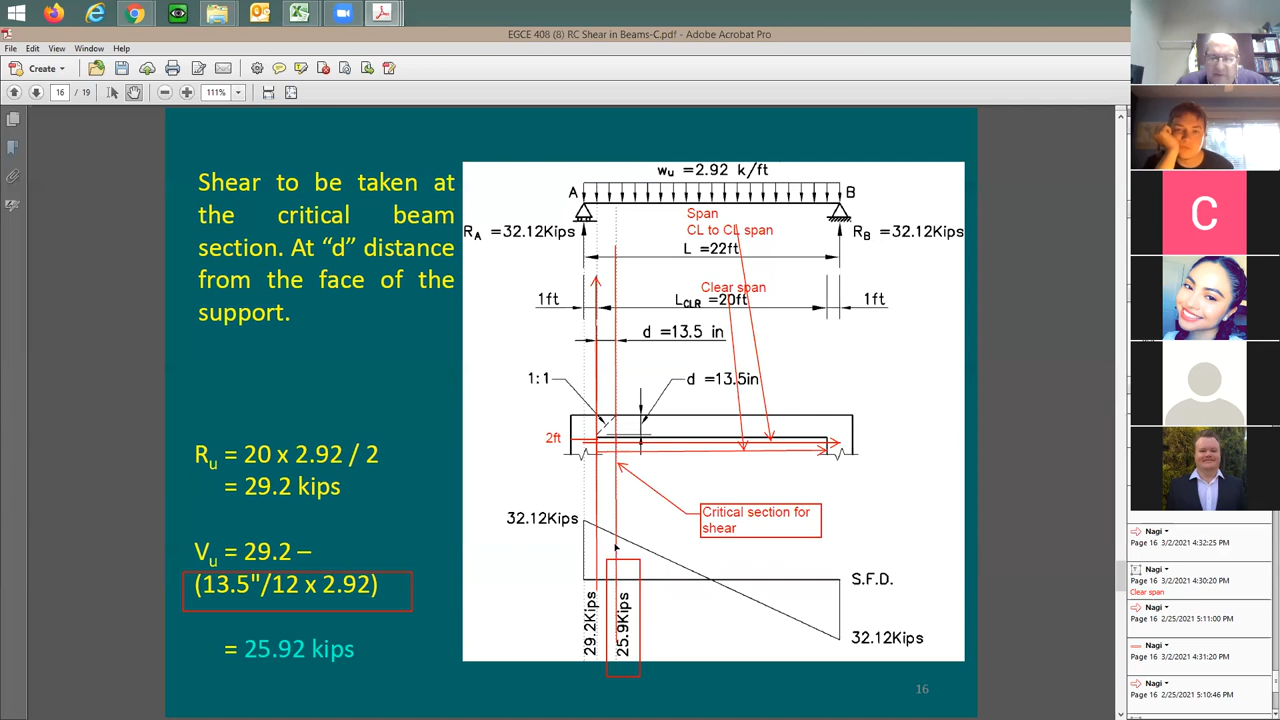 EGCE 408 (8) RC Shear in Beams-C.pdf - Adobe Acrobat Pro
File Edit View Window Help
Create
16 / 19 111%
Shear to be taken at
the critical beam
section. At “d” distance
from the face of the
support.
Ru = 20 x 2.92 / 2
= 29.2 kips
Vu = 29.2 –
(13.5"/12 x 2.92)
= 25.92 kips
wu =2.92 k/ft
A B
Span
CL to CL span
RA =32.12Kips RB =32.12Kips
L =22ft
Clear span
1ft LCLR =20ft 1ft
d =13.5 in
1:1 d =13.5in
2ft
Critical section for
shear
32.12Kips
S.F.D.
29.2Kips
25.9Kips
32.12Kips
16
C
Nagi
Page 16 3/2/2021 4:32:25 PM
Nagi
Page 16 3/2/2021 4:30:20 PM
Clear span
Nagi
Page 16 2/25/2021 5:11:00 PM
Nagi
Page 16 3/2/2021 4:31:20 PM
Nagi
Page 16 2/25/2021 5:10:46 PM